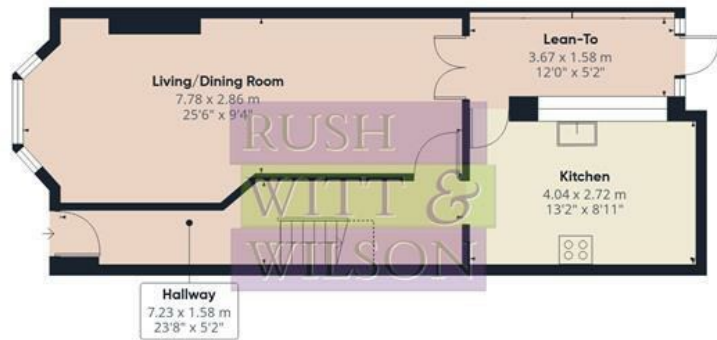 Living/Dining Room
7.78 x 2.86 m
25'6" x 9'4"
Lean-To
3.67 x 1.58 m
12'0" x 5'2"
Kitchen
4.04 x 2.72 m
13'2" x 8'11"
Hallway
7.23 x 1.58 m
23'8" x 5'2"
RUSH
WITT &
WILSON